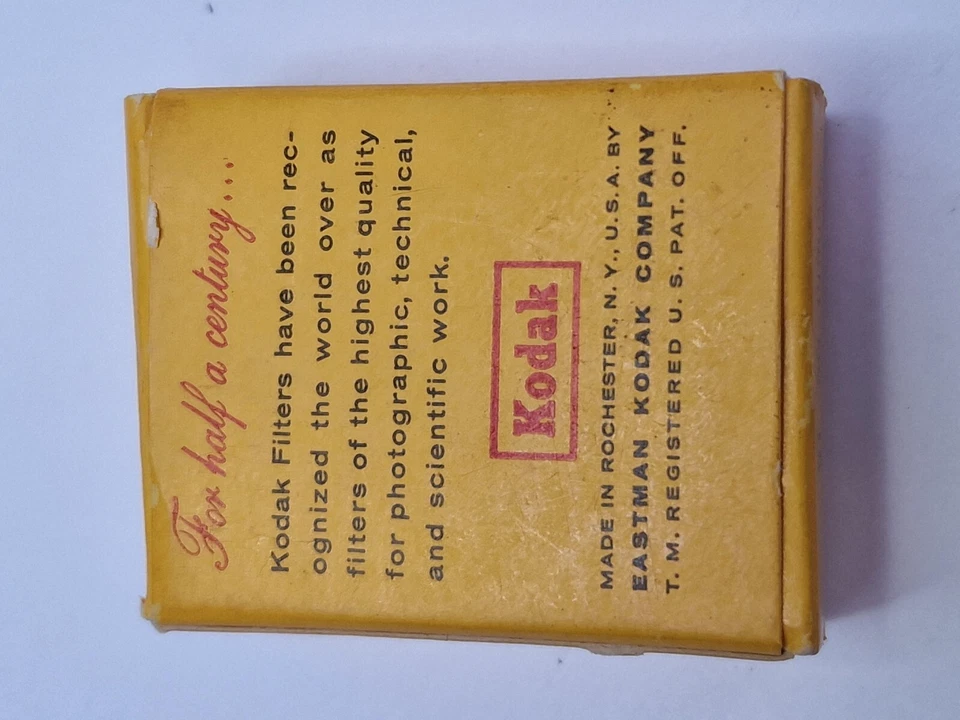 For half a century....
Kodak Filters have been rec-
ognized the world over as
filters of the highest quality
for photographic, technical,
and scientific work.
Kodak
MADE IN ROCHESTER, N. Y., U. S. A. BY
EASTMAN KODAK COMPANY
T. M. REGISTERED U. S. PAT. OFF.